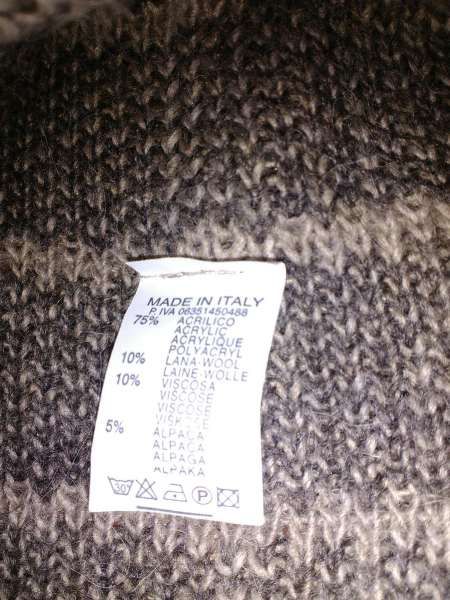 MADE IN ITALY
P. IVA 06351450488
75% ACRILICO
ACRYLIC
ACRYLIQUE
POLYACRYL
10% LANA-WOOL
LAINE-WOLLE
10% VISCOSA
VISCOSE
VISCOSE
VISKOSE
5% ALPACA
ALPACA
ALPAGA
ALPAKA
30° P